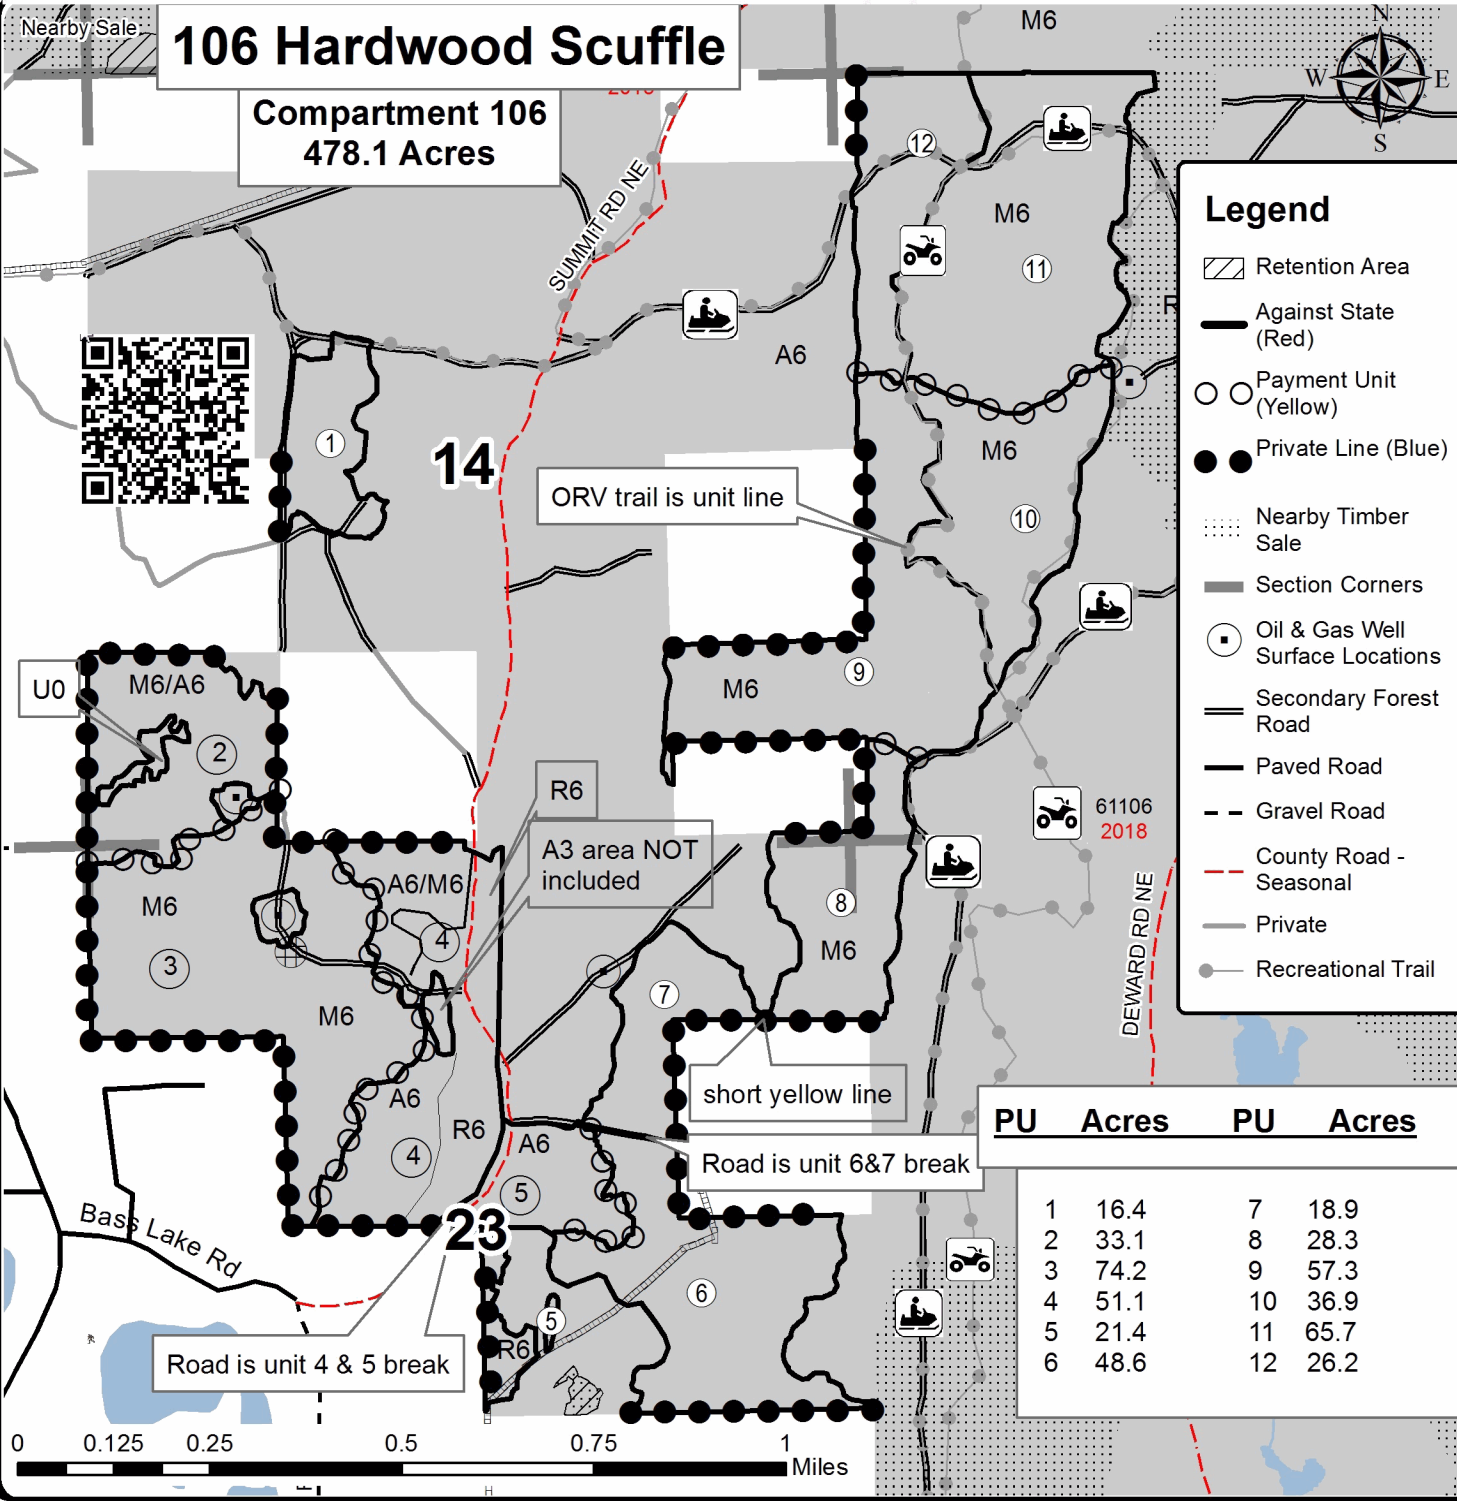 Nearby Sale
106 Hardwood Scuffle
Compartment 106
478.1 Acres
M6
N
W E
S
12
SUMMIT RD NE
M6
11
A6
1
14
M6
ORV trail is unit line
10
Legend
Retention Area
Against State
(Red)
Payment Unit
(Yellow)
Private Line (Blue)
Nearby Timber
Sale
Section Corners
Oil & Gas Well
Surface Locations
Secondary Forest
Road
Paved Road
Gravel Road
County Road -
Seasonal
Private
Recreational Trail
U0
M6/A6
2
M6
9
R6
61106
2018
A3 area NOT
included
A6/M6
M6
3
4
8
M6
7
M6
DEWARD RD NE
short yellow line
A6
R6
A6
4
5
Road is unit 6&7 break
23
Bass Lake Rd
6
5
R6
Road is unit 4 & 5 break
PU Acres PU Acres
1 16.4 7 18.9
2 33.1 8 28.3
3 74.2 9 57.3
4 51.1 10 36.9
5 21.4 11 65.7
6 48.6 12 26.2
0 0.125 0.25 0.5 0.75 1
Miles